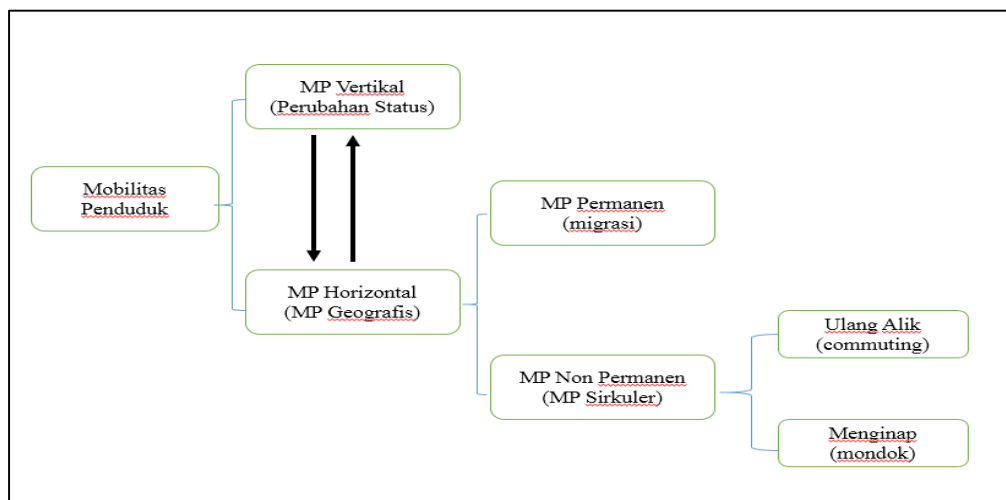 MP Vertikal
(Perubahan Status)
Mobilitas
Penduduk
MP Permanen
(migrasi)
MP Horizontal
(MP Geografis)
Ulang Alik
(commuting)
MP Non Permanen
(MP Sirkuler)
Menginap
(mondok)